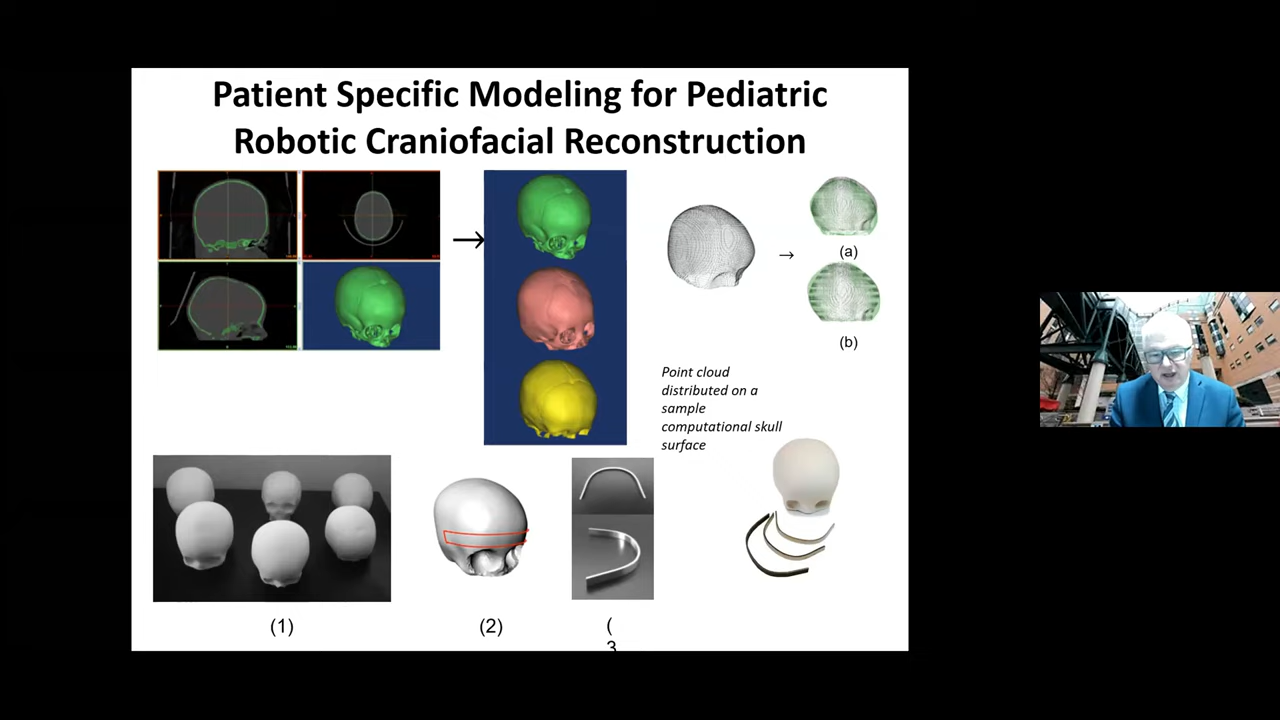 Patient Specific Modeling for Pediatric
Robotic Craniofacial Reconstruction
(a)
(b)
Point cloud
distributed on a
sample
computational skull
surface
(1)
(2)
(
3